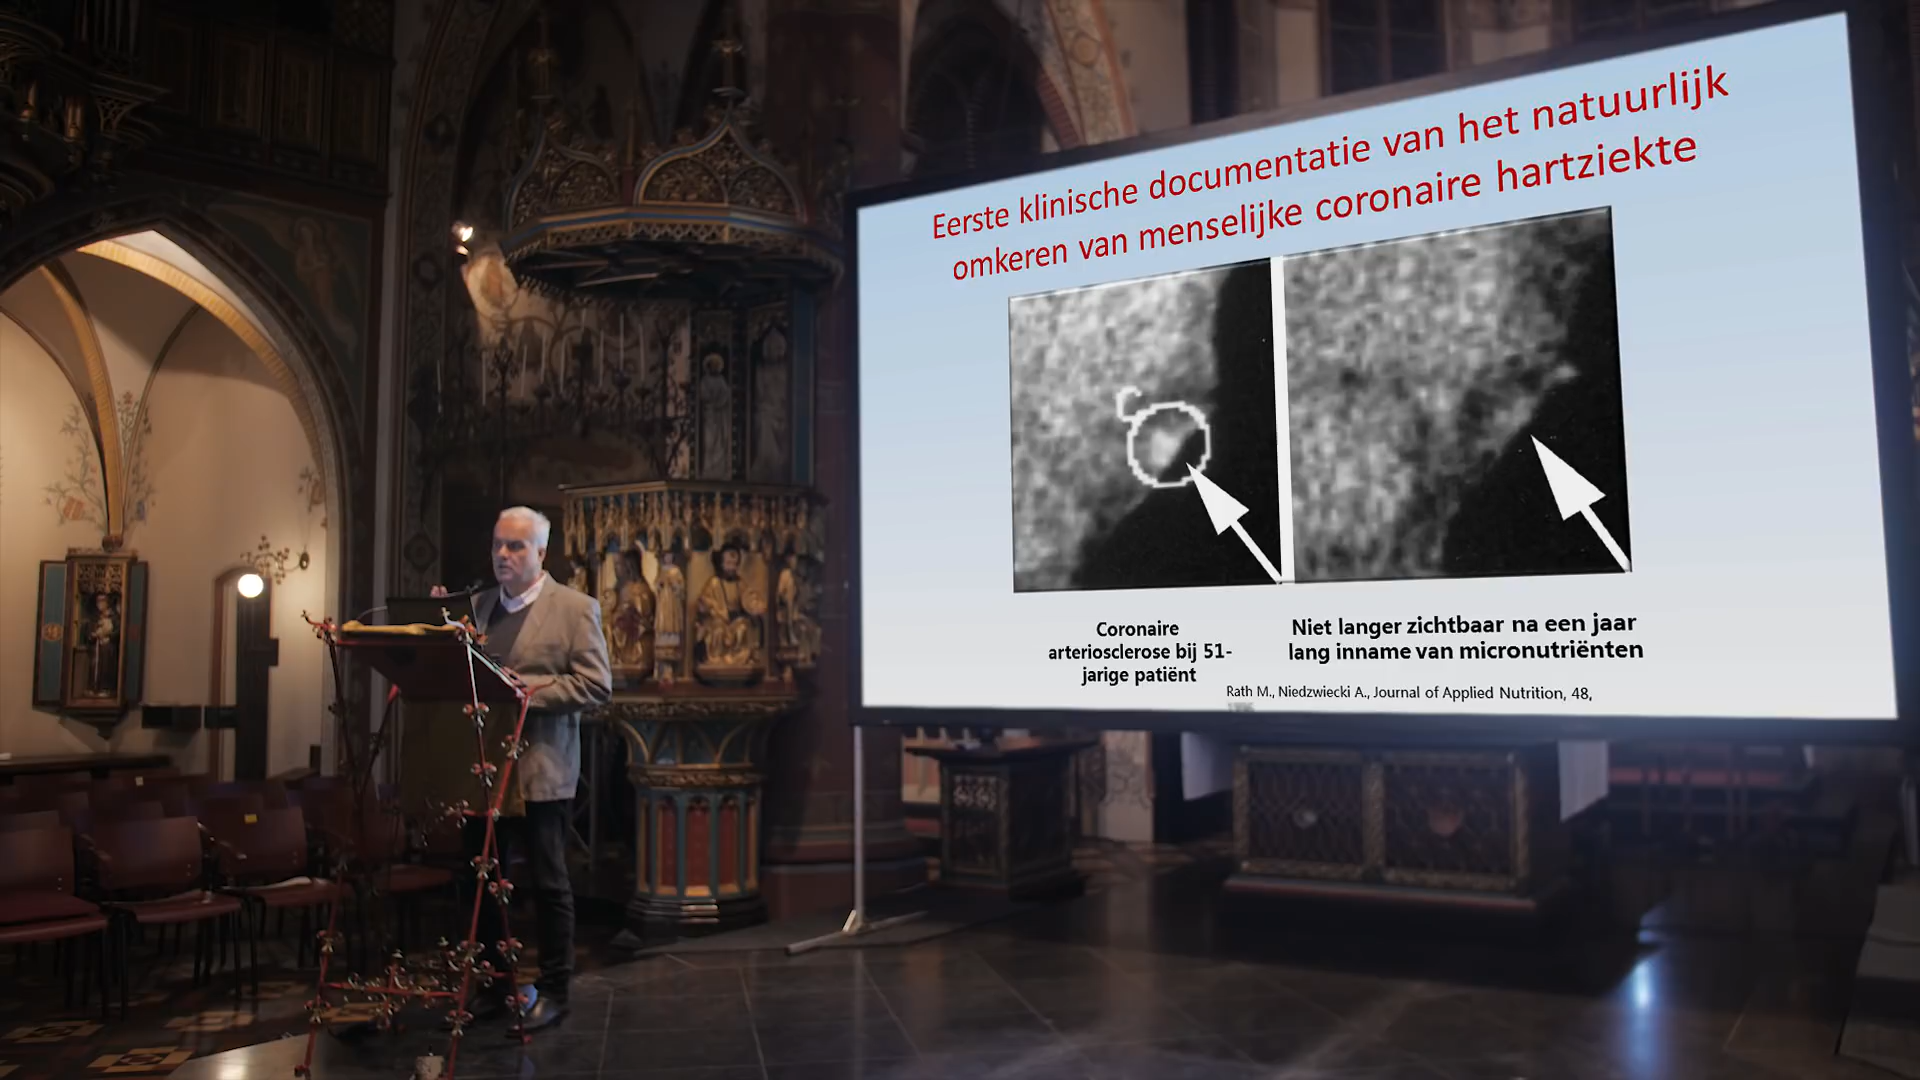 Eerste klinische documentatie van het natuurlijk
omkeren van menselijke coronaire hartziekte
Coronaire
arteriosclerose bij 51-
jarige patiënt
Niet langer zichtbaar na een jaar
lang inname van micronutriënten
Rath M., Niedzwiecki A., Journal of Applied Nutrition, 48,